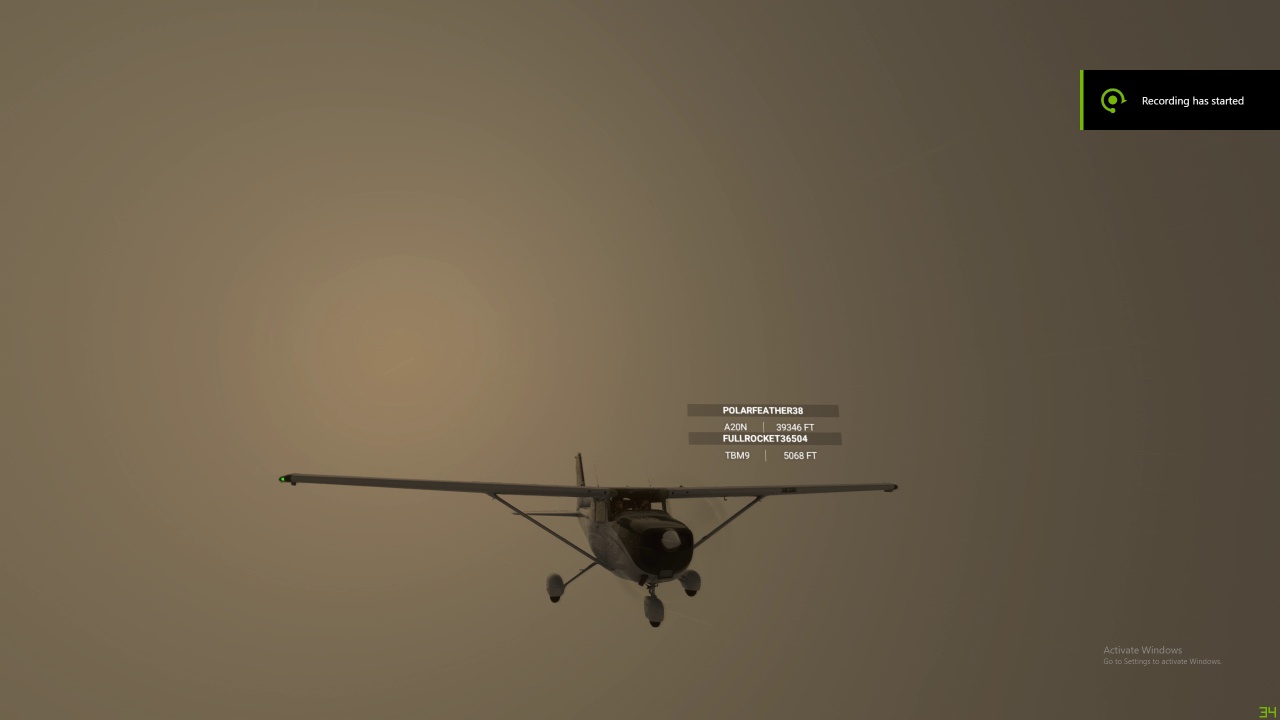 Recording has started
POLARFEATHER38
A20N | 39346 FT
FULLROCKET36504
TBM9 | 5068 FT
Activate Windows
Go to Settings to activate Windows.
34